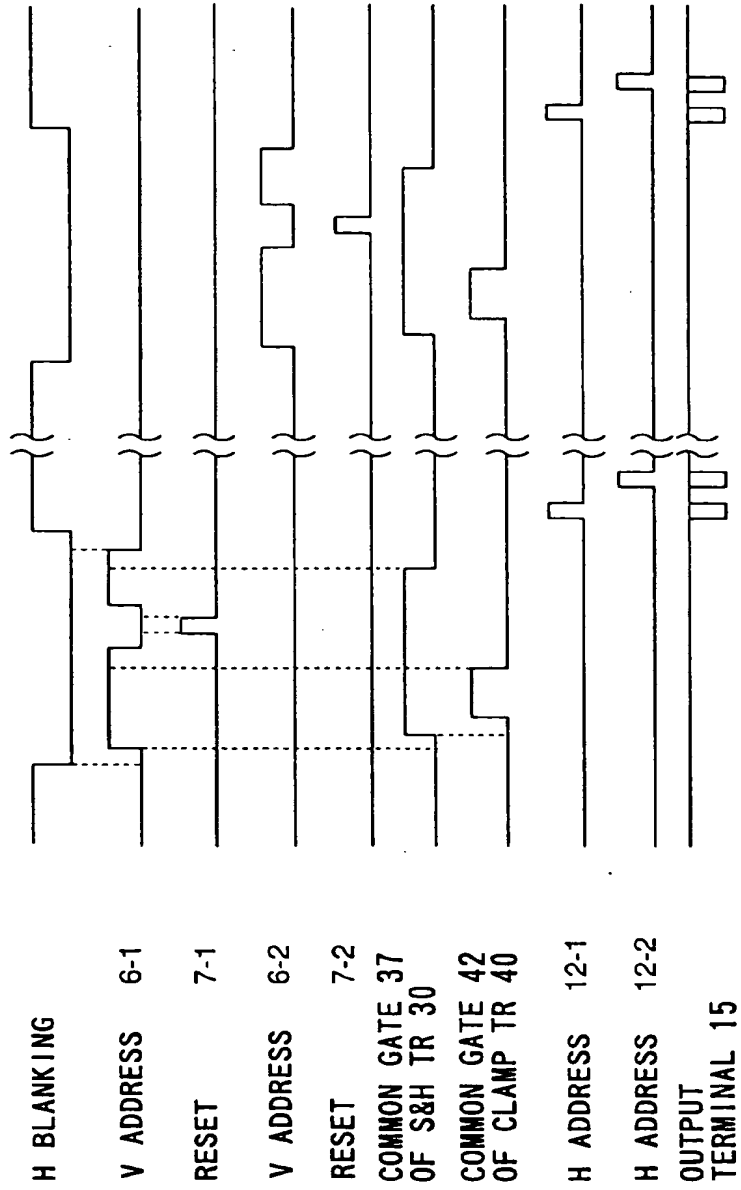 H BLANKING
V ADDRESS 6-1
RESET 7-1
V ADDRESS 6-2
RESET 7-2
COMMON GATE 37
OF S&H TR 30
COMMON GATE 42
OF CLAMP TR 40
H ADDRESS 12-1
H ADDRESS 12-2
OUTPUT
TERMINAL 15